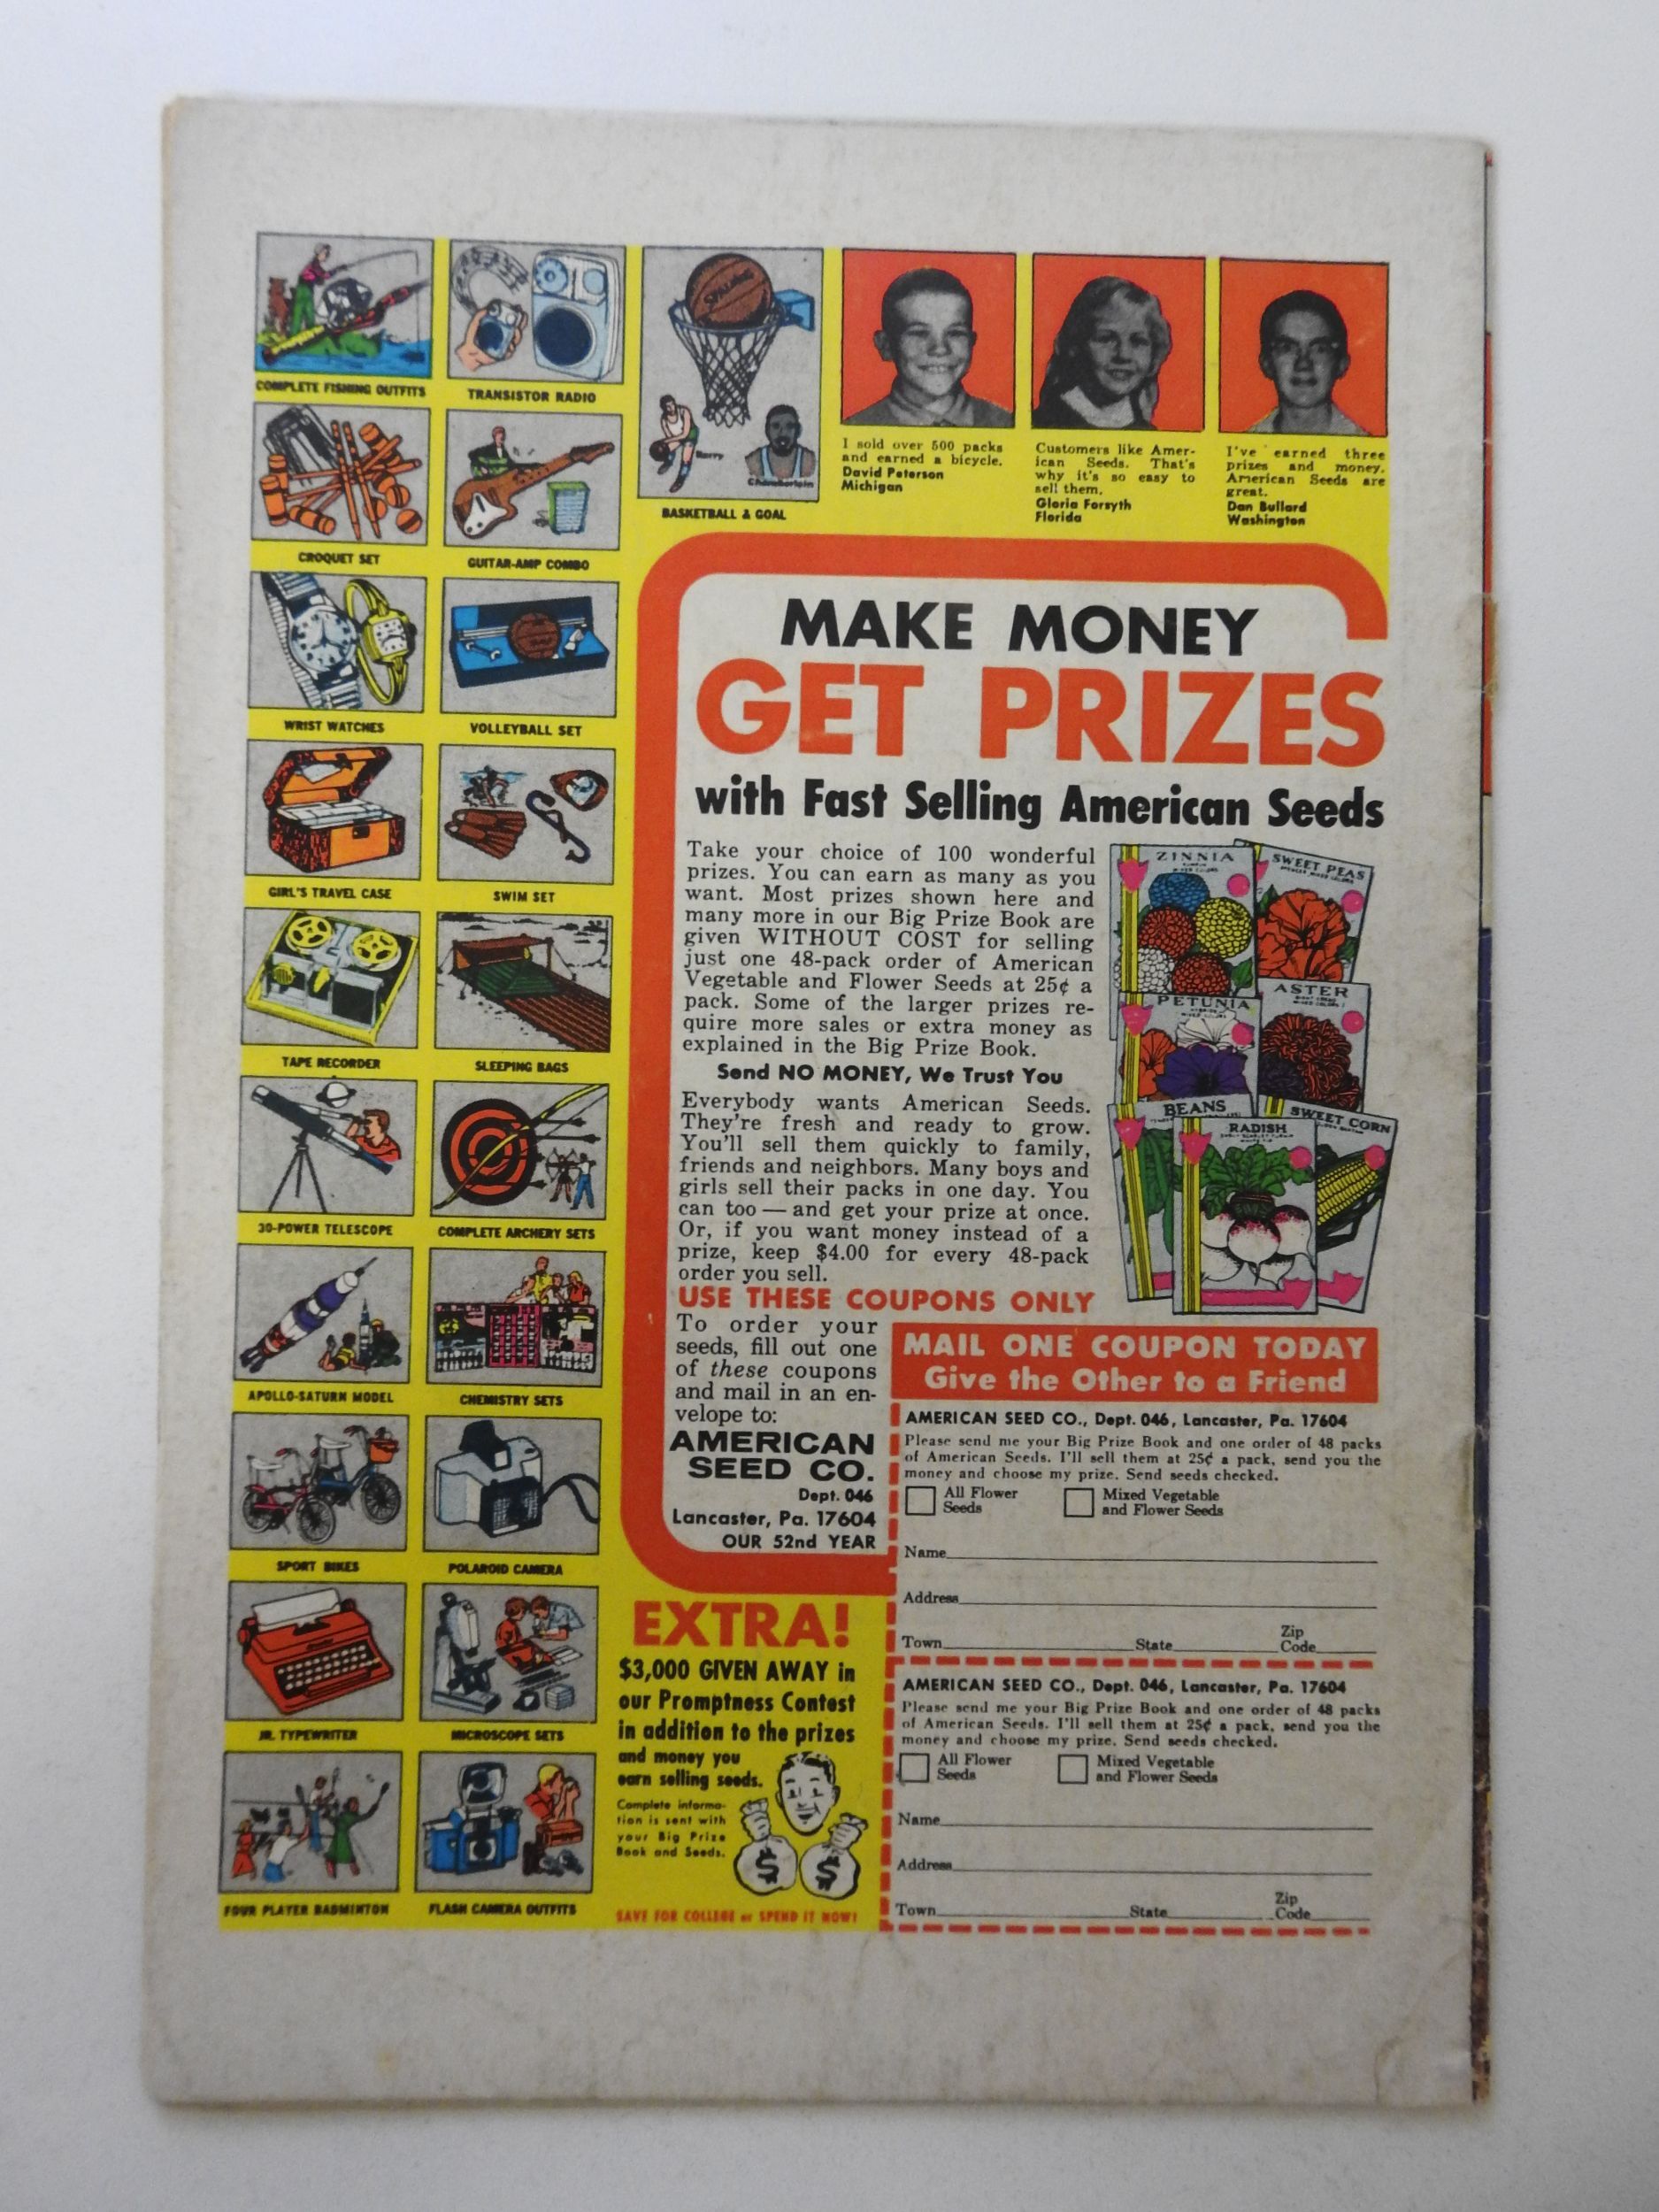 COMPLETE FISHING OUTFITS
TRANSISTOR RADIO
CROQUET SET
GUITAR-AMP COMBO
WRIST WATCHES
VOLLEYBALL SET
GIRL'S TRAVEL CASE
SWIM SET
TAPE RECORDER
SLEEPING BAGS
30-POWER TELESCOPE
COMPLETE ARCHERY SETS
APOLLO-SATURN MODEL
CHEMISTRY SETS
SPORT BIKES
POLAROID CAMERA
JR. TYPEWRITER
MICROSCOPE SETS
FOUR PLAYER BADMINTON
FLASH CAMERA OUTFITS
SPALDING
Barry
Chamberlain
BASKETBALL & GOAL
I sold over 500 packs
and earned a bicycle.
David Peterson
Michigan
Customers like Amer-
ican Seeds. That's
why it's so easy to
sell them.
Gloria Forsyth
Florida
I've earned three
prizes and money.
American Seeds are
great.
Dan Bullard
Washington
MAKE MONEY
GET PRIZES
with Fast Selling American Seeds
Take your choice of 100 wonderful
prizes. You can earn as many as you
want. Most prizes shown here and
many more in our Big Prize Book are
given WITHOUT COST for selling
just one 48-pack order of American
Vegetable and Flower Seeds at 25¢ a
pack. Some of the larger prizes re-
quire more sales or extra money as
explained in the Big Prize Book.
Send NO MONEY, We Trust You
Everybody wants American Seeds.
They're fresh and ready to grow.
You'll sell them quickly to family,
friends and neighbors. Many boys and
girls sell their packs in one day. You
can too — and get your prize at once.
Or, if you want money instead of a
prize, keep $4.00 for every 48-pack
order you sell.
ZINNIA
MIXED COLORS
SWEET PEAS
SPENCER MIXED COLORS
PETUNIA
MIXED COLORS
ASTER
MIXED COLORS
BEANS
RADISH
SWEET CORN
USE THESE COUPONS ONLY
To order your
seeds, fill out one
of these coupons
and mail in an en-
velope to:
AMERICAN
SEED CO.
Dept. 046
Lancaster, Pa. 17604
OUR 52nd YEAR
MAIL ONE COUPON TODAY
Give the Other to a Friend
AMERICAN SEED CO., Dept. 046, Lancaster, Pa. 17604
Please send me your Big Prize Book and one order of 48 packs
of American Seeds. I'll sell them at 25¢ a pack, send you the
money and choose my prize. Send seeds checked.
All Flower
Seeds
Mixed Vegetable
and Flower Seeds
Name
Address
Town State Zip
Code
AMERICAN SEED CO., Dept. 046, Lancaster, Pa. 17604
Please send me your Big Prize Book and one order of 48 packs
of American Seeds. I'll sell them at 25¢ a pack, send you the
money and choose my prize. Send seeds checked.
All Flower
Seeds
Mixed Vegetable
and Flower Seeds
Name
Address
Town State Zip
Code
EXTRA!
$3,000 GIVEN AWAY in
our Promptness Contest
in addition to the prizes
and money you
earn selling seeds.
Complete informa-
tion is sent with
your Big Prize
Book and Seeds.
$ $
SAVE FOR COLLEGE or SPEND IT NOW!